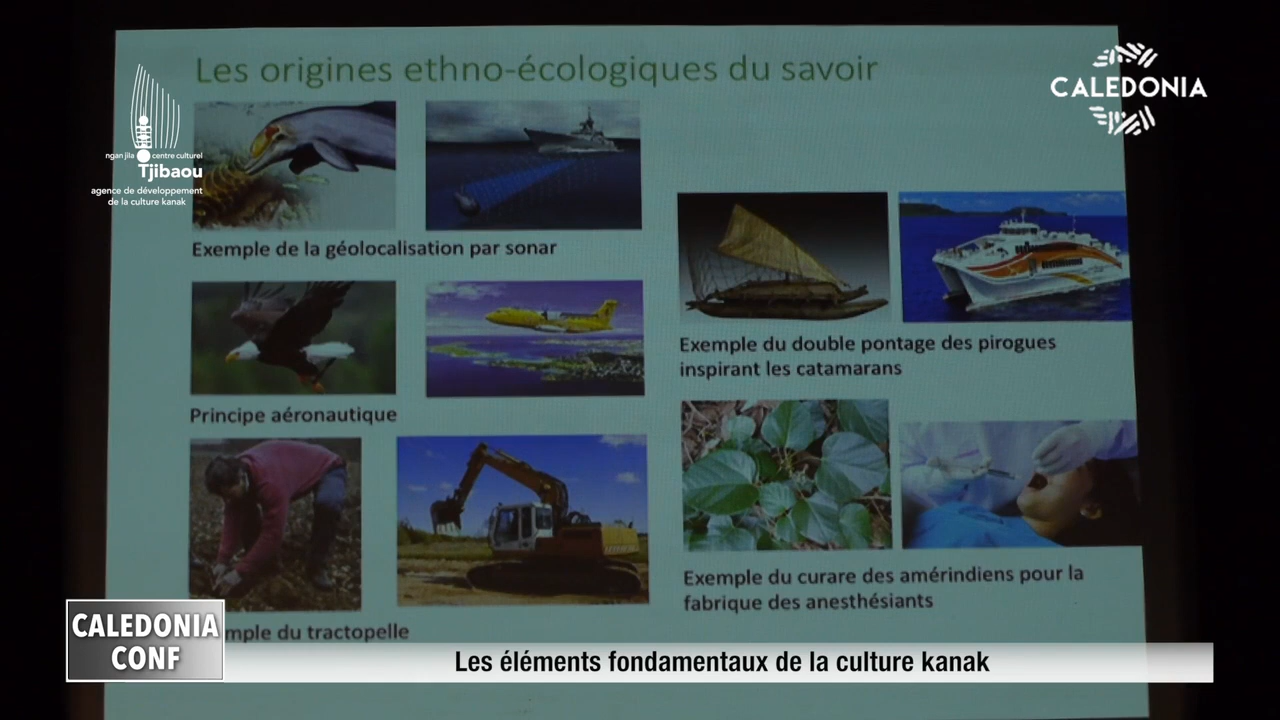 Les origines ethno-écologiques du savoir
CALEDONIA
ngan jila centre culturel
Tjibaou
agence de développement
de la culture kanak
Exemple de la géolocalisation par sonar
Exemple du double pontage des pirogues
inspirant les catamarans
Principe aéronautique
Exemple du curare des amérindiens pour la
fabrique des anesthésiants
mple du tractopelle
CALEDONIA
CONF
Les éléments fondamentaux de la culture kanak